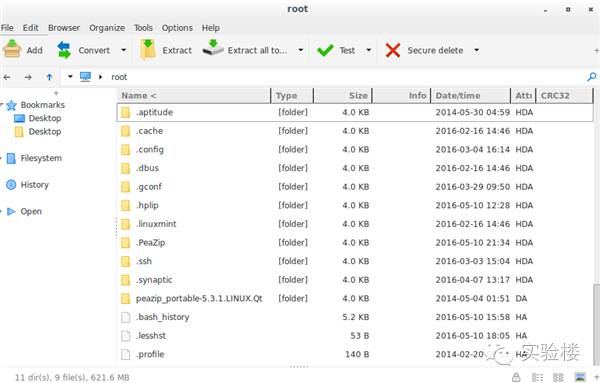 root
File Edit Browser Organize Tools Options Help
Add Convert Extract Extract all to... Test Secure delete
root
Bookmarks
Desktop
Desktop
Filesystem
History
Open
Name < Type Size Info Date/time Attr CRC32
.aptitude [folder] 4.0 KB 2014-05-30 04:59 HDA
.cache [folder] 4.0 KB 2016-02-16 14:46 HDA
.config [folder] 4.0 KB 2016-03-04 16:14 HDA
.dbus [folder] 4.0 KB 2016-02-16 14:46 HDA
.gconf [folder] 4.0 KB 2016-03-29 09:50 HDA
.hplip [folder] 4.0 KB 2016-05-10 12:28 HDA
.linuxmint [folder] 4.0 KB 2016-02-16 14:46 HDA
.PeaZip [folder] 4.0 KB 2016-05-10 21:34 HDA
.ssh [folder] 4.0 KB 2016-03-03 15:04 HDA
.synaptic [folder] 4.0 KB 2016-04-07 13:17 HDA
peazip_portable-5.3.1.LINUX.Qt [folder] 4.0 KB 2014-05-04 01:51 DA
.bash_history 5.2 KB 2016-05-10 15:58 HA
.lesshst 53 B 2016-05-10 18:05 HA
.profile 140 B 2014-02-20 HA
实验楼
11 dir(s), 9 file(s), 621.6 MB